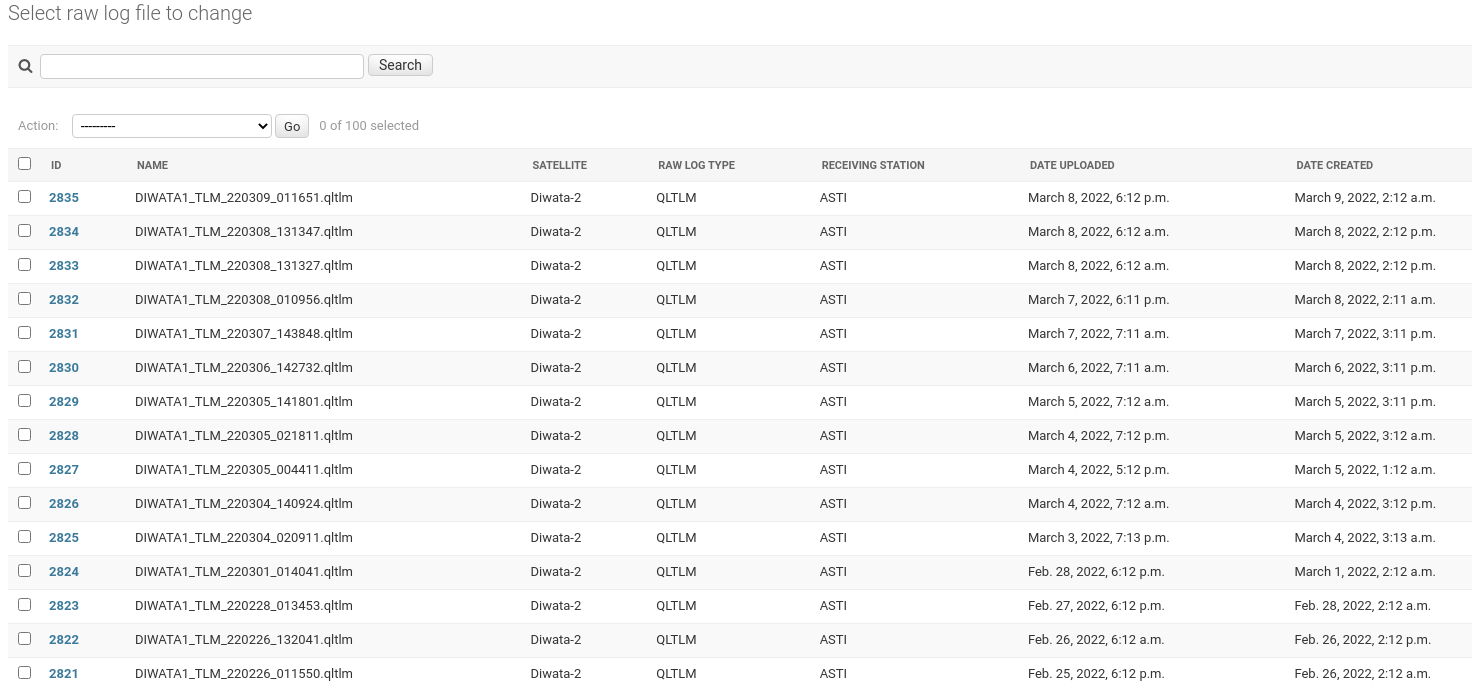 Select raw log file to change
Search
Action: --------- Go 0 of 100 selected
ID NAME SATELLITE RAW LOG TYPE RECEIVING STATION DATE UPLOADED DATE CREATED
2835 DIWATA1_TLM_220309_011651.qltlm Diwata-2 QLTLM ASTI March 8, 2022, 6:12 p.m. March 9, 2022, 2:12 a.m.
2834 DIWATA1_TLM_220308_131347.qltlm Diwata-2 QLTLM ASTI March 8, 2022, 6:12 a.m. March 8, 2022, 2:12 p.m.
2833 DIWATA1_TLM_220308_131327.qltlm Diwata-2 QLTLM ASTI March 8, 2022, 6:12 a.m. March 8, 2022, 2:12 p.m.
2832 DIWATA1_TLM_220308_010956.qltlm Diwata-2 QLTLM ASTI March 7, 2022, 6:11 p.m. March 8, 2022, 2:11 a.m.
2831 DIWATA1_TLM_220307_143848.qltlm Diwata-2 QLTLM ASTI March 7, 2022, 7:11 a.m. March 7, 2022, 3:11 p.m.
2830 DIWATA1_TLM_220306_142732.qltlm Diwata-2 QLTLM ASTI March 6, 2022, 7:11 a.m. March 6, 2022, 3:11 p.m.
2829 DIWATA1_TLM_220305_141801.qltlm Diwata-2 QLTLM ASTI March 5, 2022, 7:12 a.m. March 5, 2022, 3:11 p.m.
2828 DIWATA1_TLM_220305_021811.qltlm Diwata-2 QLTLM ASTI March 4, 2022, 7:12 p.m. March 5, 2022, 3:12 a.m.
2827 DIWATA1_TLM_220305_004411.qltlm Diwata-2 QLTLM ASTI March 4, 2022, 5:12 p.m. March 5, 2022, 1:12 a.m.
2826 DIWATA1_TLM_220304_140924.qltlm Diwata-2 QLTLM ASTI March 4, 2022, 7:12 a.m. March 4, 2022, 3:12 p.m.
2825 DIWATA1_TLM_220304_020911.qltlm Diwata-2 QLTLM ASTI March 3, 2022, 7:13 p.m. March 4, 2022, 3:13 a.m.
2824 DIWATA1_TLM_220301_014041.qltlm Diwata-2 QLTLM ASTI Feb. 28, 2022, 6:12 p.m. March 1, 2022, 2:12 a.m.
2823 DIWATA1_TLM_220228_013453.qltlm Diwata-2 QLTLM ASTI Feb. 27, 2022, 6:12 p.m. Feb. 28, 2022, 2:12 a.m.
2822 DIWATA1_TLM_220226_132041.qltlm Diwata-2 QLTLM ASTI Feb. 26, 2022, 6:12 a.m. Feb. 26, 2022, 2:12 p.m.
2821 DIWATA1_TLM_220226_011550.qltlm Diwata-2 QLTLM ASTI Feb. 25, 2022, 6:12 p.m. Feb. 26, 2022, 2:12 a.m.